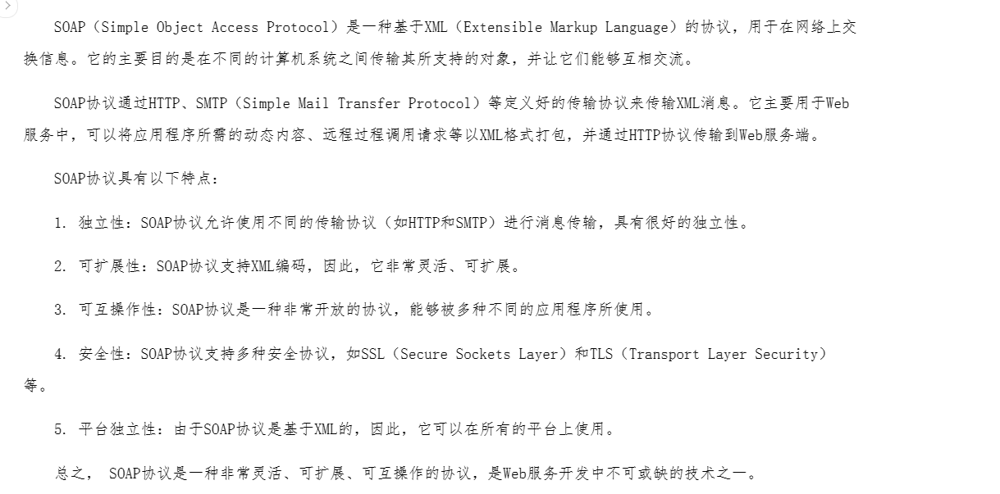 SOAP（Simple Object Access Protocol）是一种基于XML（Extensible Markup Language）的协议，用于在网络上交
换信息。它的主要目的是在不同的计算机系统之间传输其所支持的对象，并让它们能够互相交流。
SOAP协议通过HTTP、SMTP（Simple Mail Transfer Protocol）等定义好的传输协议来传输XML消息。它主要用于Web
服务中，可以将应用程序所需的动态内容、远程过程调用请求等以XML格式打包，并通过HTTP协议传输到Web服务端。
SOAP协议具有以下特点：
1. 独立性：SOAP协议允许使用不同的传输协议（如HTTP和SMTP）进行消息传输，具有很好的独立性。
2. 可扩展性：SOAP协议支持XML编码，因此，它非常灵活、可扩展。
3. 可互操作性：SOAP协议是一种非常开放的协议，能够被多种不同的应用程序所使用。
4. 安全性：SOAP协议支持多种安全协议，如SSL（Secure Sockets Layer）和TLS（Transport Layer Security）
等。
5. 平台独立性：由于SOAP协议是基于XML的，因此，它可以在所有的平台上使用。
总之， SOAP协议是一种非常灵活、可扩展、可互操作的协议，是Web服务开发中不可或缺的技术之一。